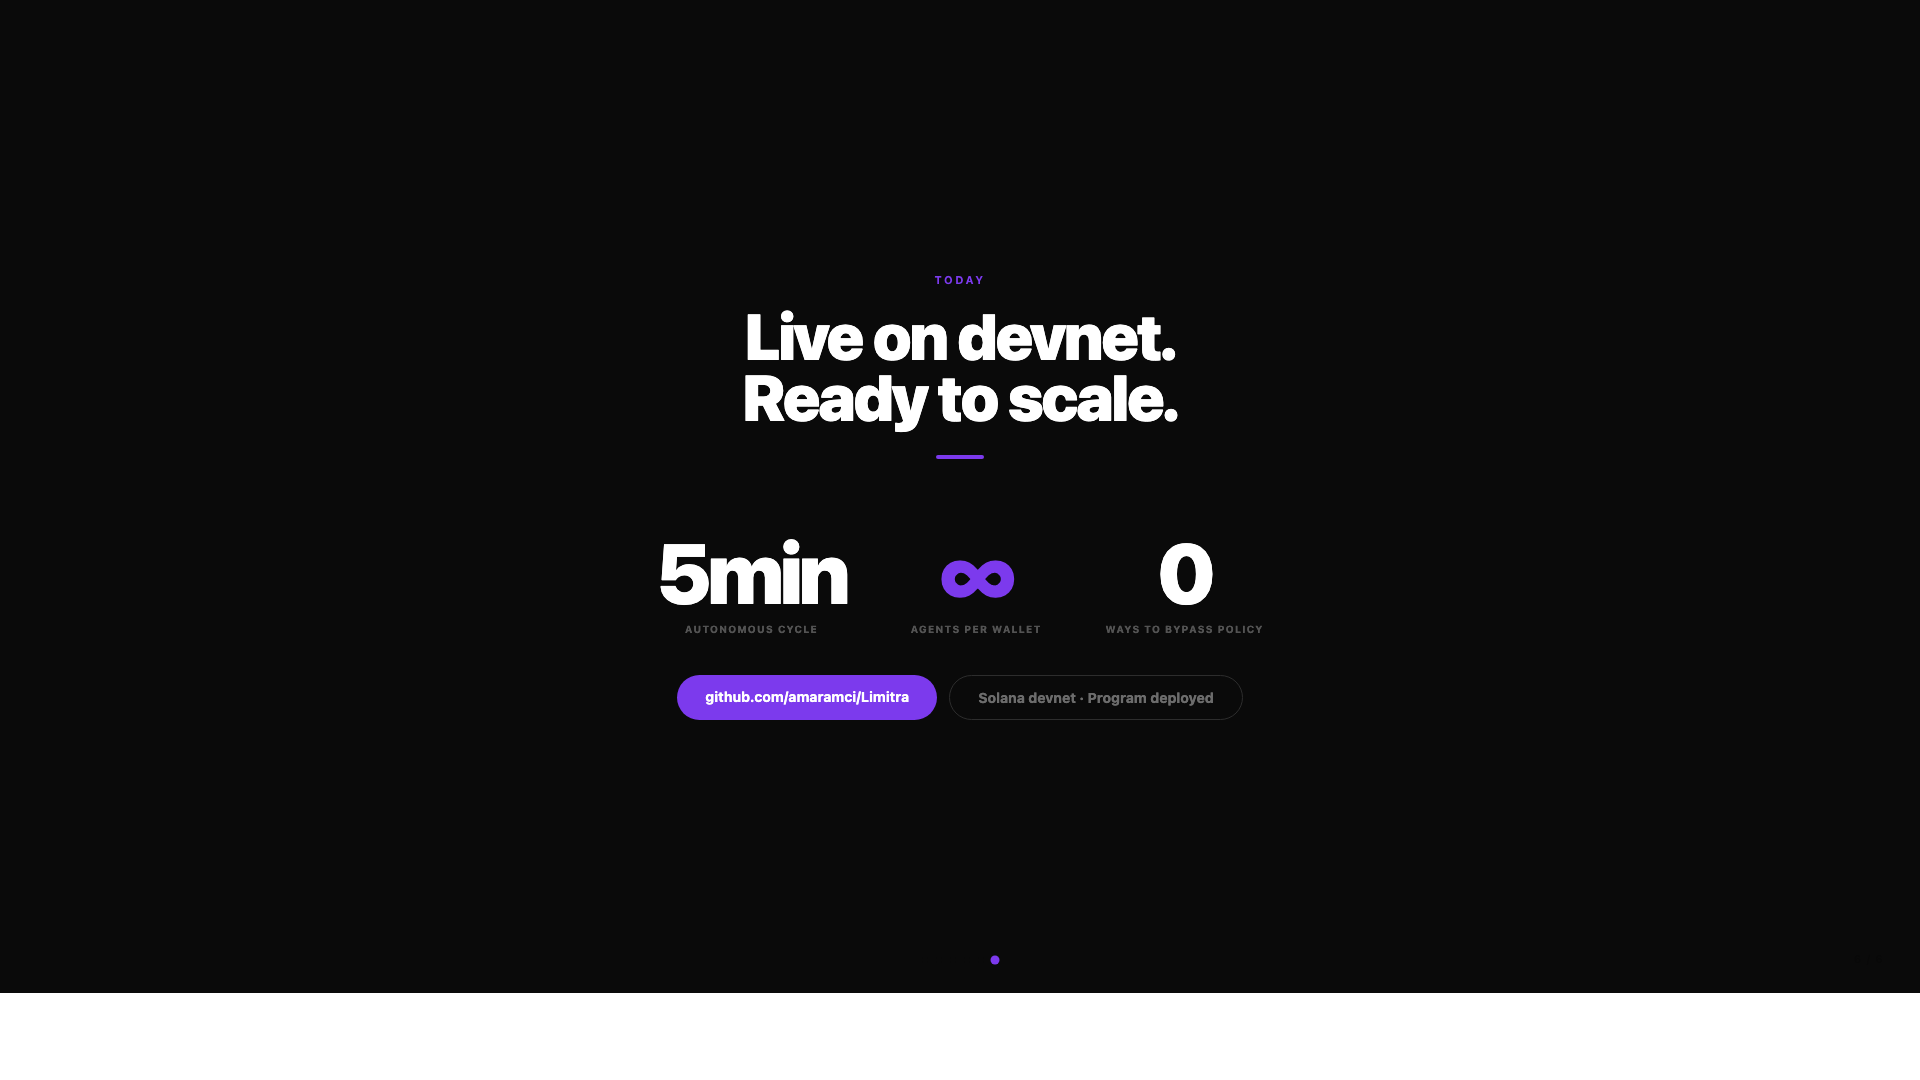 TODAY
Live on devnet.
Ready to scale.
5min
∞
0
AUTONOMOUS CYCLE
AGENTS PER WALLET
WAYS TO BYPASS POLICY
github.com/amaramci/Limitra
Solana devnet · Program deployed